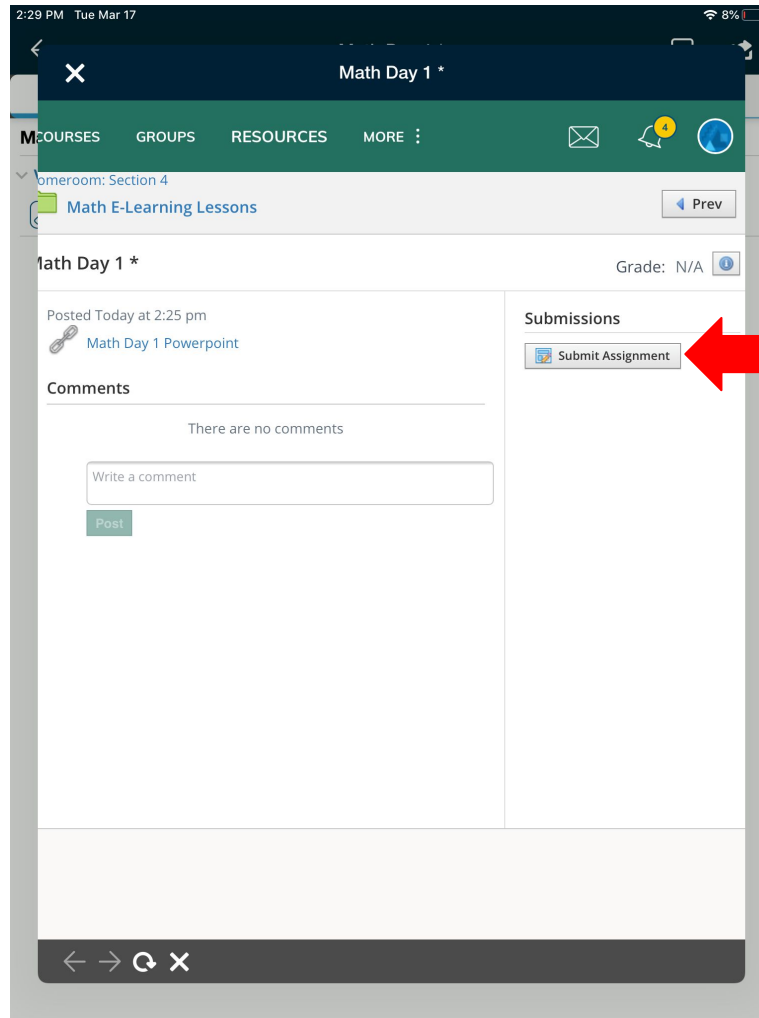 2:29 PM Tue Mar 17 8%
Math Day 1 *
COURSES GROUPS RESOURCES MORE 4
omeroom: Section 4
Math E-Learning Lessons
Prev
Math Day 1 *
Grade: N/A
Posted Today at 2:25 pm
Math Day 1 Powerpoint
Comments
There are no comments
Write a comment
Post
Submissions
Submit Assignment